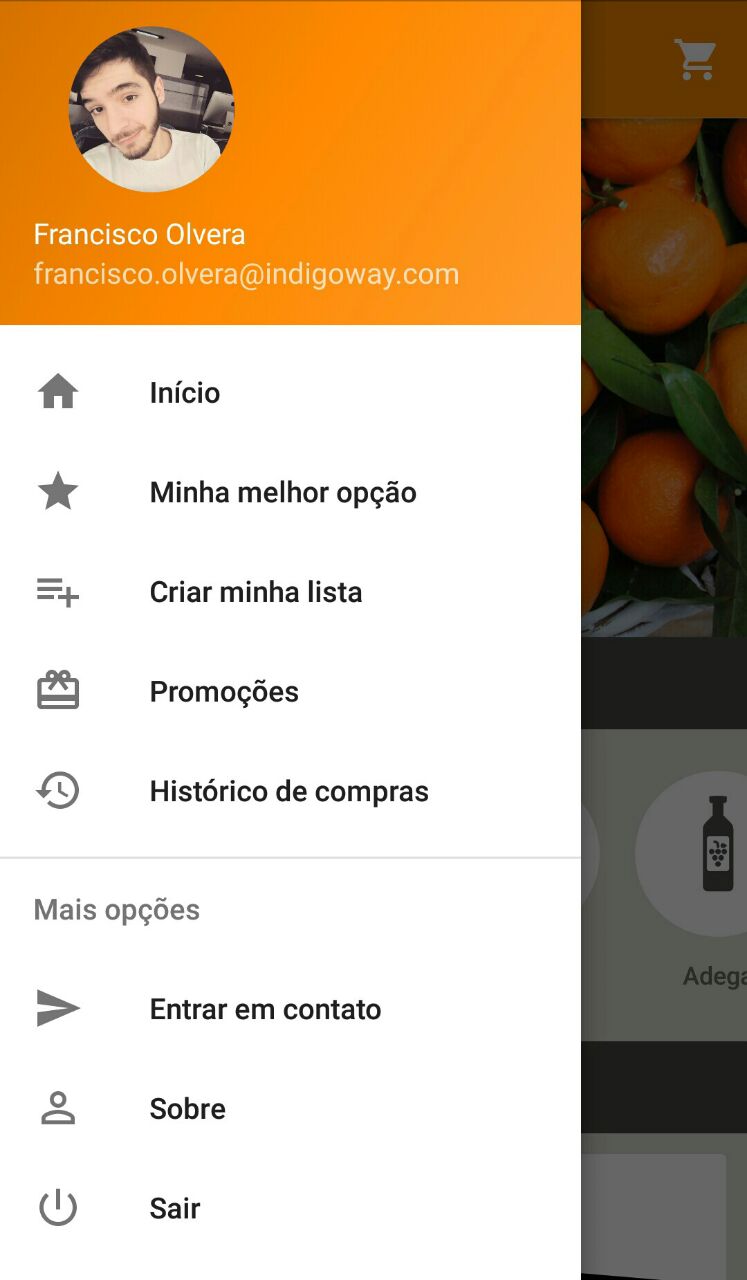 Francisco Olvera
francisco.olvera@indigoway.com
Início
Minha melhor opção
Criar minha lista
Promoções
Histórico de compras
Mais opções
Entrar em contato
Sobre
Sair
Adega